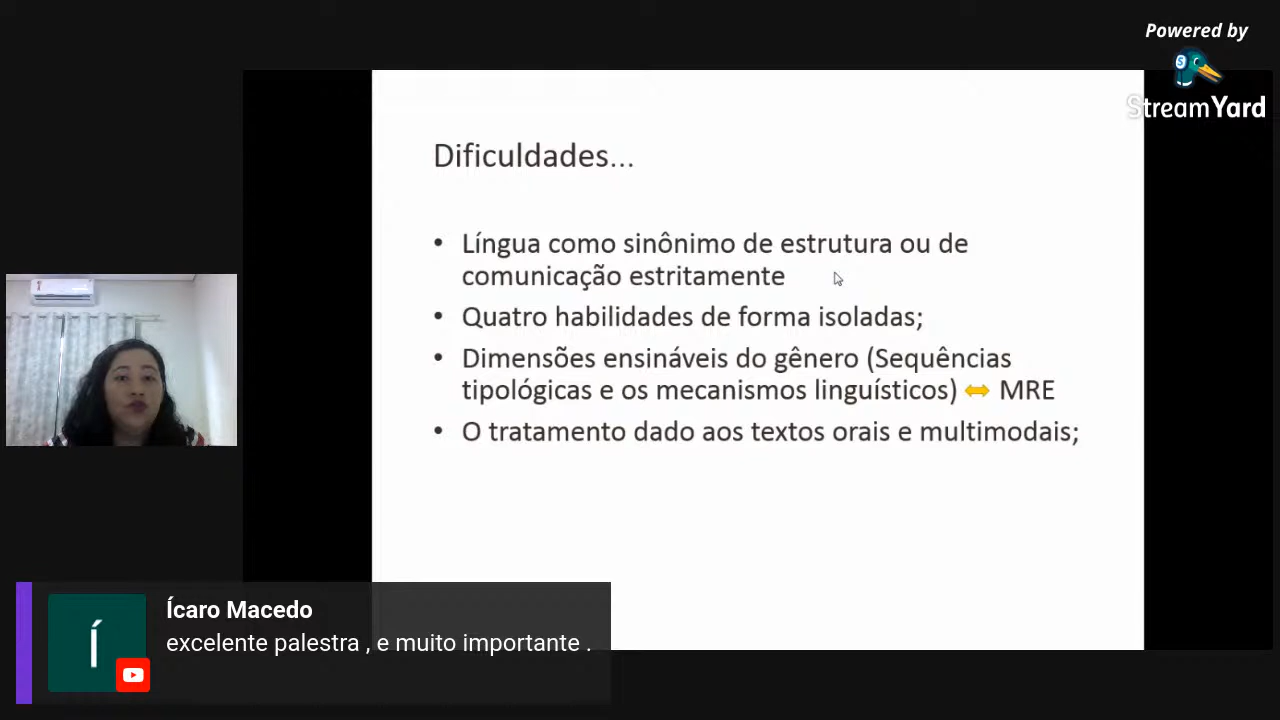 Powered by
StreamYard
Dificuldades...
• Língua como sinônimo de estrutura ou de
comunicação estritamente
• Quatro habilidades de forma isoladas;
• Dimensões ensináveis do gênero (Sequências
tipológicas e os mecanismos linguísticos) ⇔ MRE
• O tratamento dado aos textos orais e multimodais;
Í
Ícaro Macedo
excelente palestra , e muito importante .